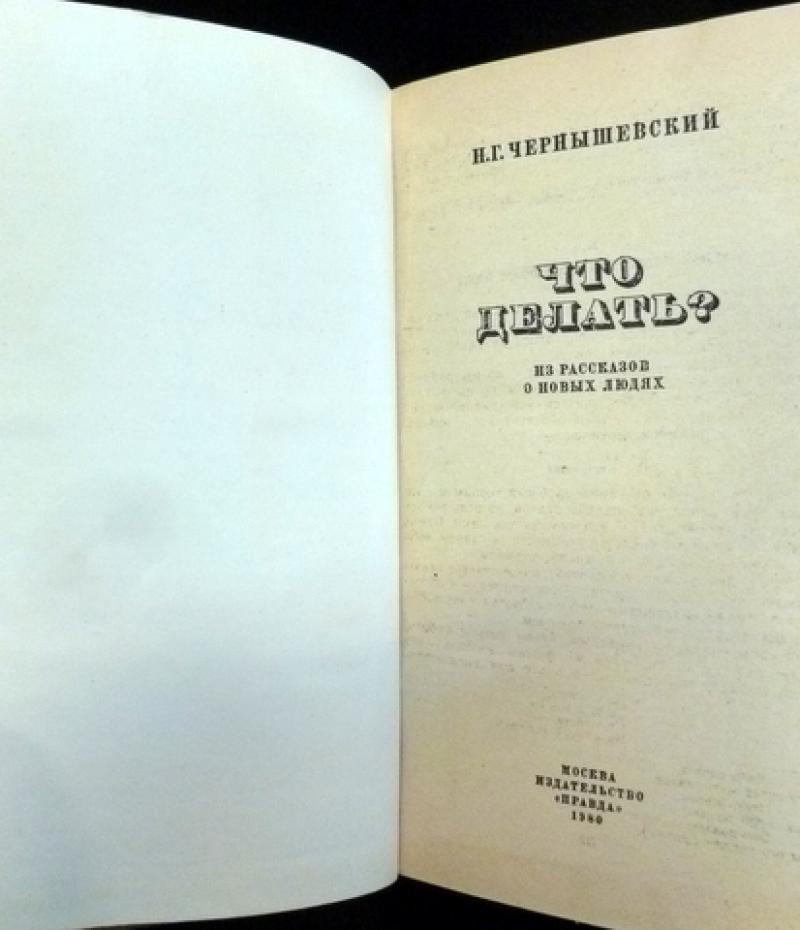 Н.Г. ЧЕРНЫШЕВСКИЙ
ЧТО
ДЕЛАТЬ?
ИЗ РАССКАЗОВ
О НОВЫХ ЛЮДЯХ
МОСКВА
ИЗДАТЕЛЬСТВО
«ПРАВДА»
1980